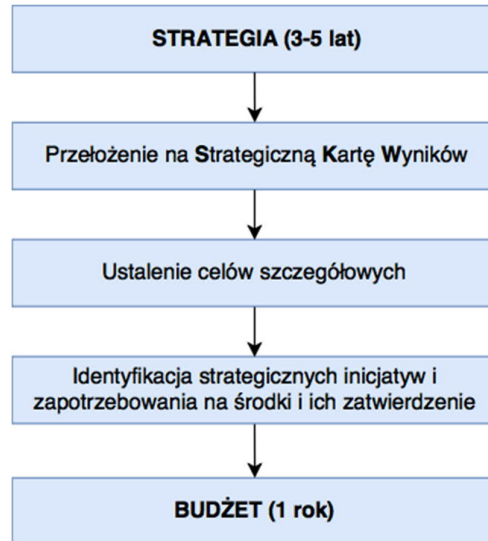 STRATEGIA (3-5 lat)
Przełożenie na Strategiczną Kartę Wyników
Ustalenie celów szczegółowych
Identyfikacja strategicznych inicjatyw i
zapotrzebowania na środki i ich zatwierdzenie
BUDŻET (1 rok)